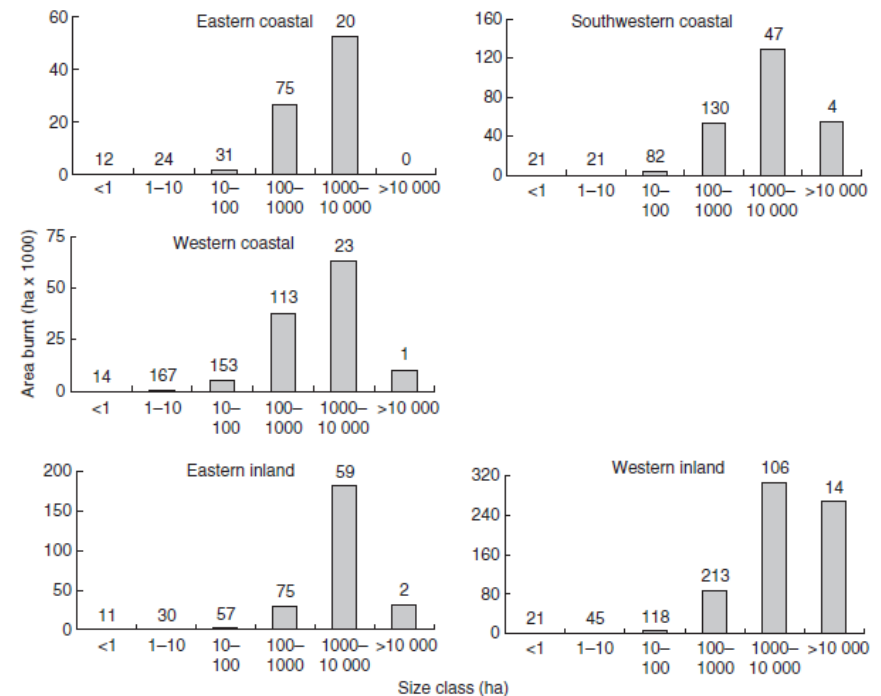 Eastern coastal
60
40
20
0
12 24 31 75 20 0
<1 1–10 10–100 100–1000 1000–10 000 >10 000
Southwestern coastal
160
120
80
40
0
21 21 82 130 47 4
<1 1–10 10–100 100–1000 1000–10 000 >10 000
Area burnt (ha x 1000)
Western coastal
75
50
25
0
14 167 153 113 23 1
<1 1–10 10–100 100–1000 1000–10 000 >10 000
Eastern inland
200
150
100
50
0
11 30 57 75 59 2
<1 1–10 10–100 100–1000 1000–10 000 >10 000
Western inland
320
240
160
80
0
21 45 118 213 106 14
<1 1–10 10–100 100–1000 1000–10 000 >10 000
Size class (ha)